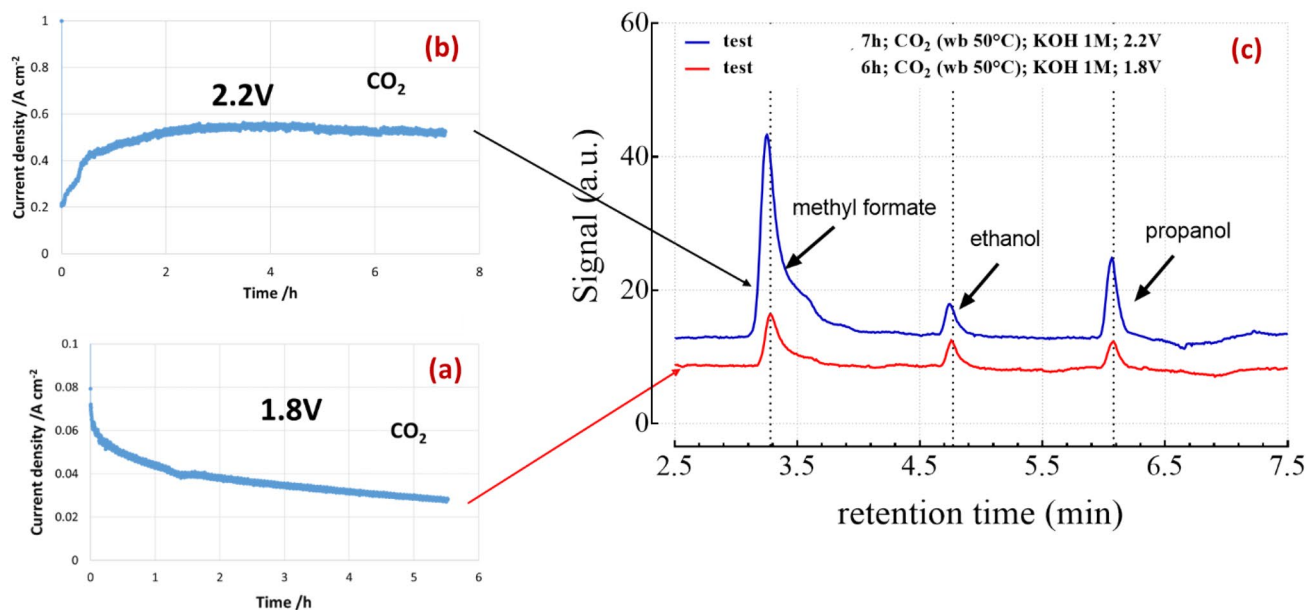 (b)
CO2
2.2V
Current density /A cm-2
1
0.8
0.6
0.4
0.2
0
0 2 4 6 8
Time /h
(a)
1.8V
CO2
Current density /A cm-2
0.1
0.08
0.06
0.04
0.02
0
0 1 2 3 4 5 6
Time /h
(c)
test 7h; CO2 (wb 50°C); KOH 1M; 2.2V
test 6h; CO2 (wb 50°C); KOH 1M; 1.8V
Signal (a.u.)
60
40
20
0
methyl formate
ethanol
propanol
2.5 3.5 4.5 5.5 6.5 7.5
retention time (min)